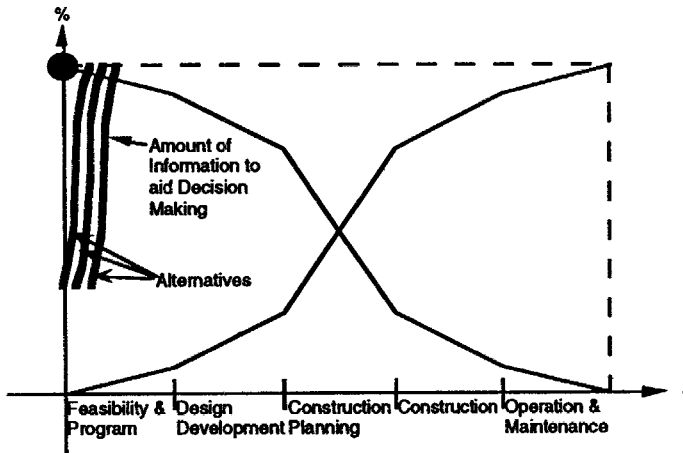 %
Amount of
Information to
aid Decision
Making
Alternatives
Feasibility &
Program
Design
Development
Construction
Planning
Construction
Operation &
Maintenance